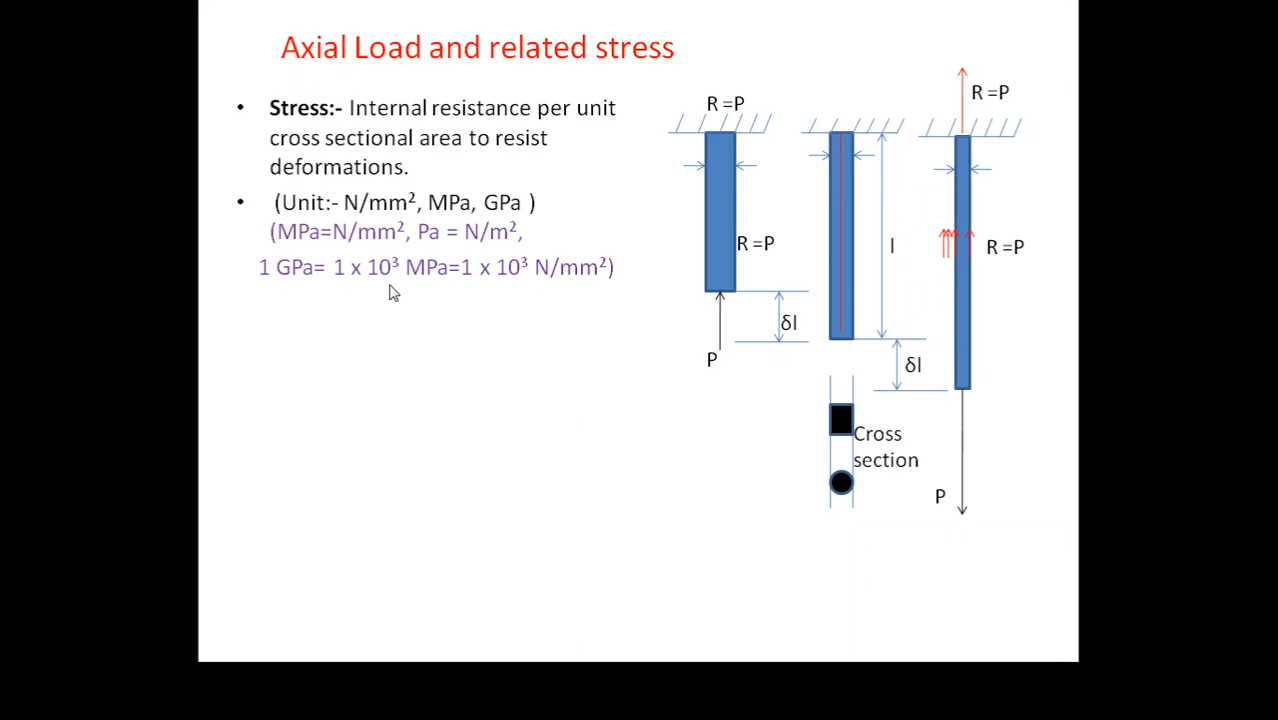 Axial Load and related stress
• Stress:- Internal resistance per unit
cross sectional area to resist
deformations.
• (Unit:- N/mm², MPa, GPa )
(MPa=N/mm², Pa = N/m²,
1 GPa= 1 x 10³ MPa=1 x 10³ N/mm²)
R =P
R =P
δl
P
l
δl
Cross
section
R =P
R =P
P